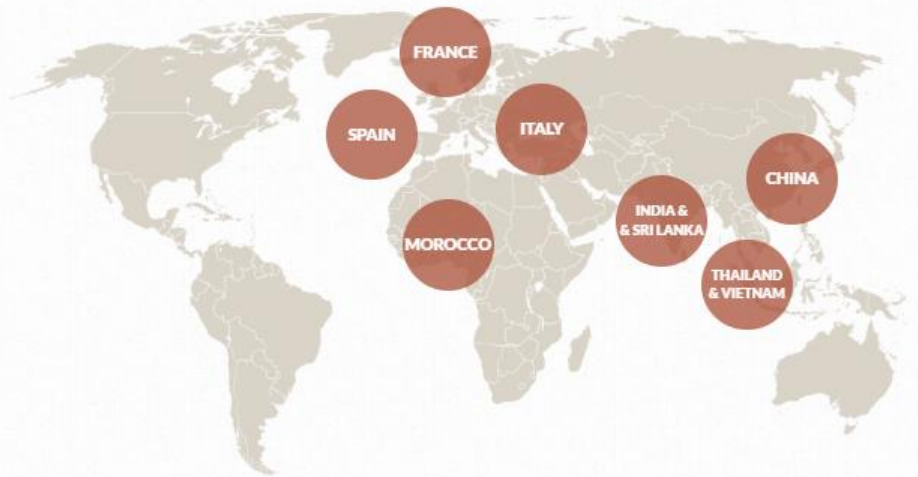 FRANCE
SPAIN
ITALY
CHINA
INDIA &
& SRI LANKA
MOROCCO
THAILAND
& VIETNAM